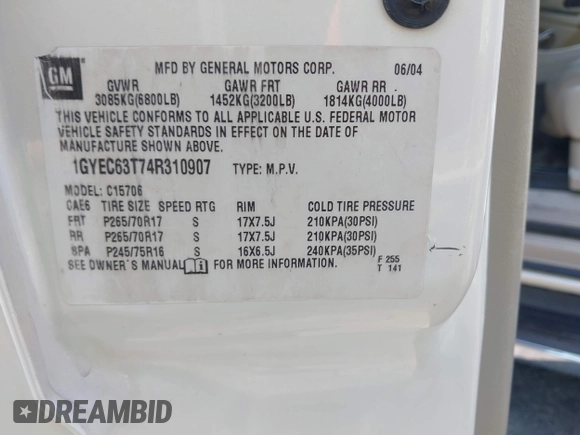 GM
MFD BY GENERAL MOTORS CORP. 06/04
GVWR GAWR FRT GAWR RR
3085KG(6800LB) 1452KG(3200LB) 1814KG(4000LB)
THIS VEHICLE CONFORMS TO ALL APPLICABLE U.S. FEDERAL MOTOR
VEHICLE SAFETY STANDARDS IN EFFECT ON THE DATE OF
MANUFACTURE SHOWN ABOVE.
1GYEC63T74R310907 TYPE: M.P.V.
MODEL: C15706
CAE6 TIRE SIZE SPEED RTG RIM COLD TIRE PRESSURE
FRT P265/70R17 S 17X7.5J 210KPA(30PSI)
RR P265/70R17 S 17X7.5J 210KPA(30PSI)
SPA P245/75R16 S 16X6.5J 240KPA(35PSI)
SEE OWNER'S MANUAL FOR MORE INFORMATION.
F 255
T 141
DREAMBID